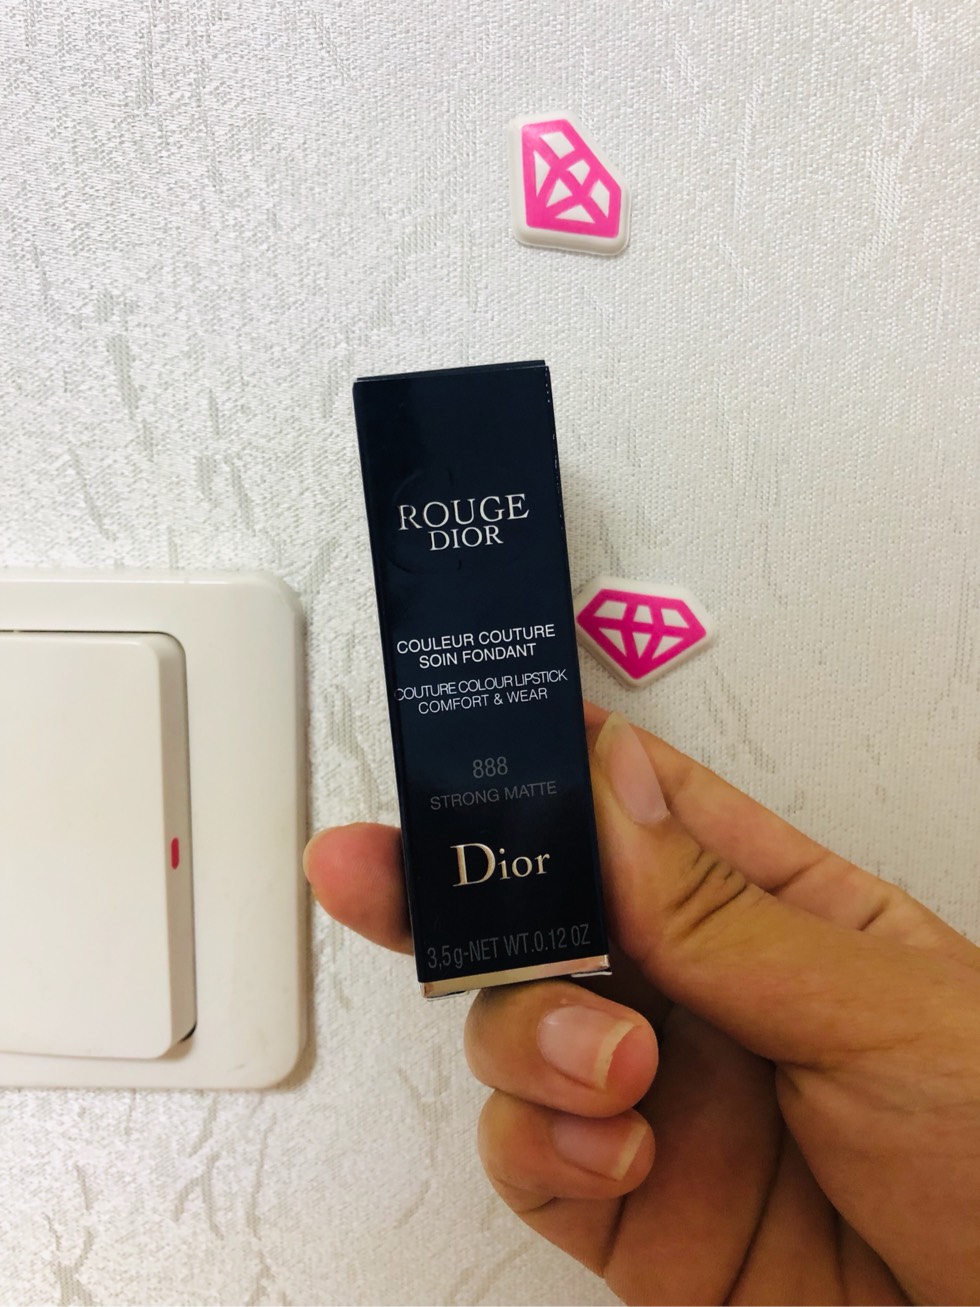 ROUGE
DIOR
COULEUR COUTURE
SOIN FONDANT
COUTURE COLOUR LIPSTICK
COMFORT & WEAR
888
STRONG MATTE
Dior
3,5g-NET WT.0.12 OZ